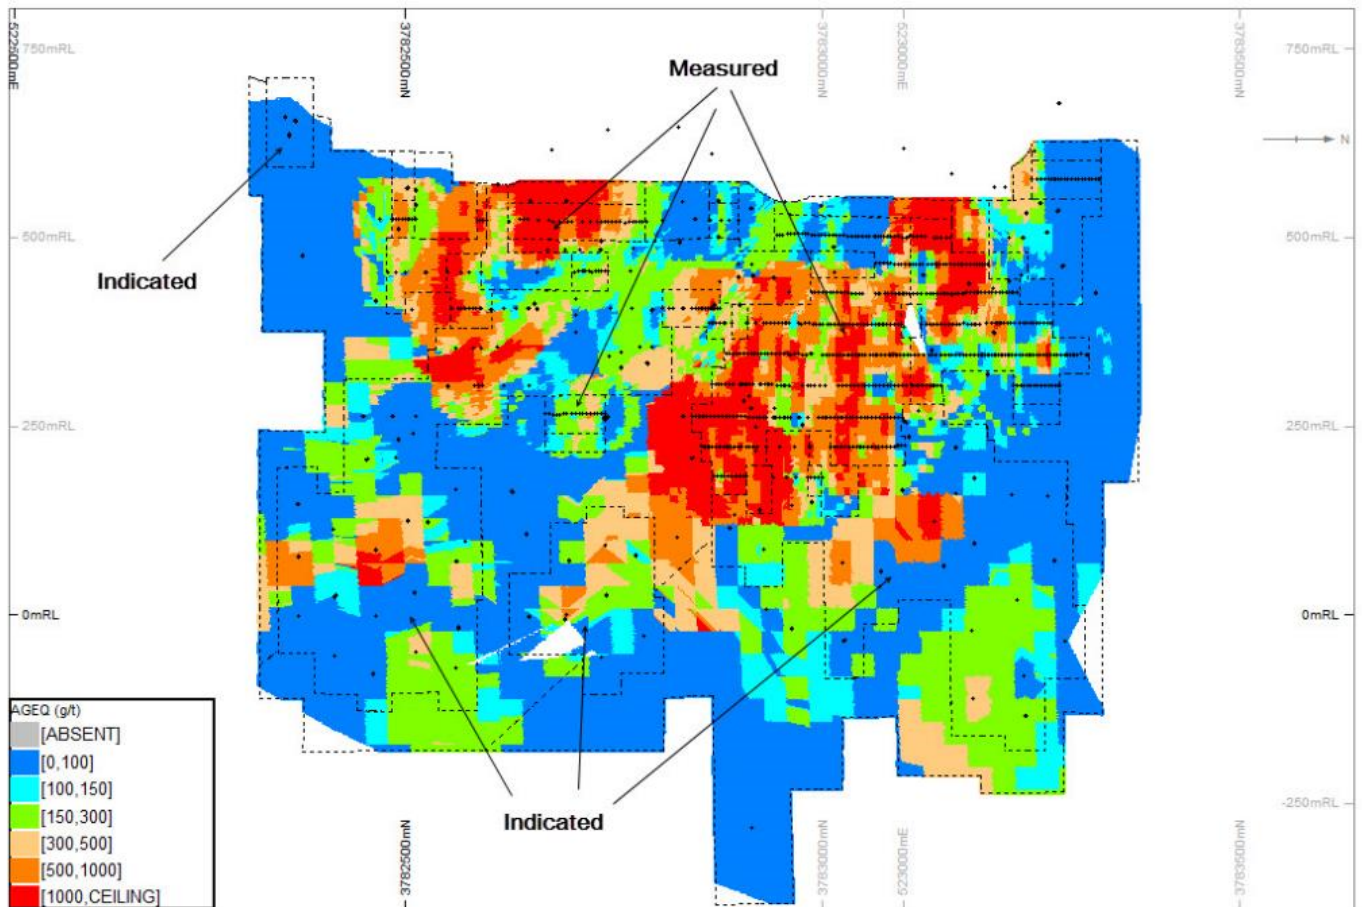 522500mE
3782500mN
3783000mN
523000mE
3783500mN
750mRL
750mRL
Measured
N
500mRL
500mRL
Indicated
250mRL
250mRL
0mRL
0mRL
AGEQ (g/t)
[ABSENT]
[0,100]
[100,150]
[150,300]
[300,500]
[500,1000]
[1000,CEILING]
-250mRL
Indicated
3782500mN
3783000mN
523000mE
3783500mN